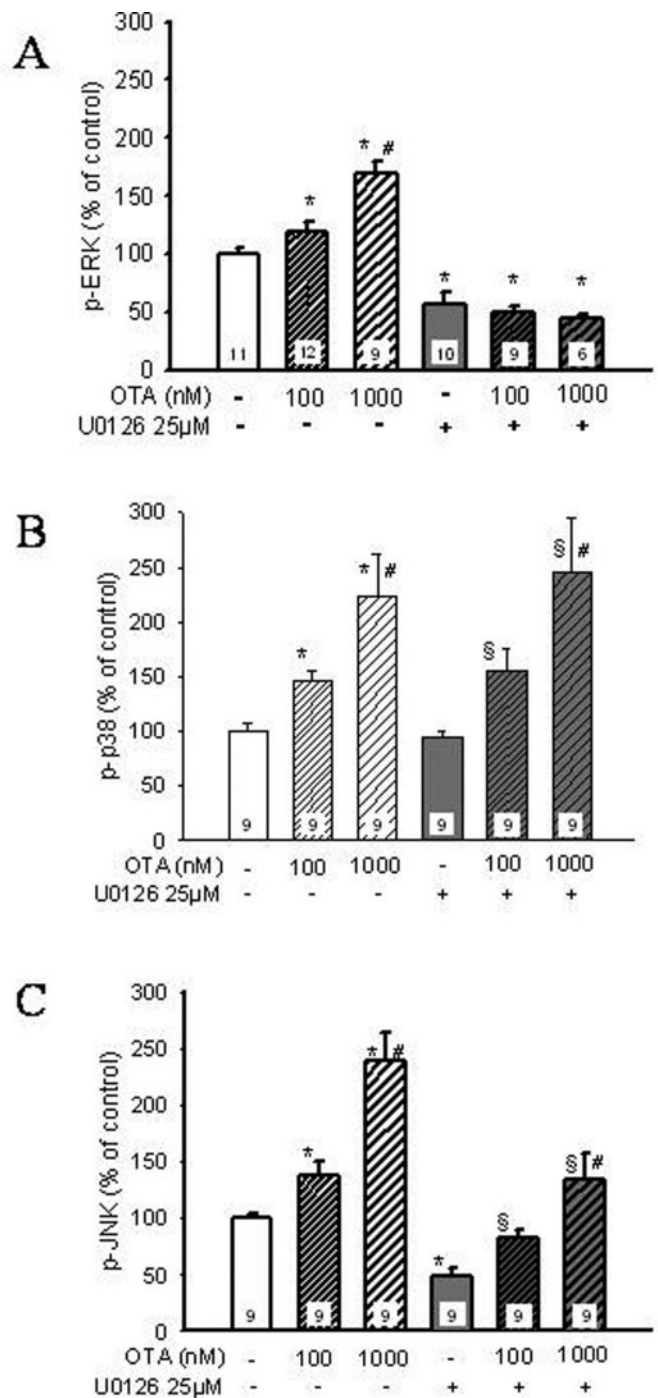 A
p-ERK (% of control)
300
250
200
150
100
50
0
* * # * * *
11 12 9 10 9 6
OTA (nM) - 100 1000 - 100 1000
U0126 25µM - - - + + +
B
p-p38 (% of control)
300
250
200
150
100
50
0
* * # § § #
9 9 9 9 9 9
OTA (nM) - 100 1000 - 100 1000
U0126 25µM - - - + + +
C
p-JNK (% of control)
300
250
200
150
100
50
0
* * # * § § #
9 9 9 9 9 9
OTA (nM) - 100 1000 - 100 1000
U0126 25µM - - - + + +